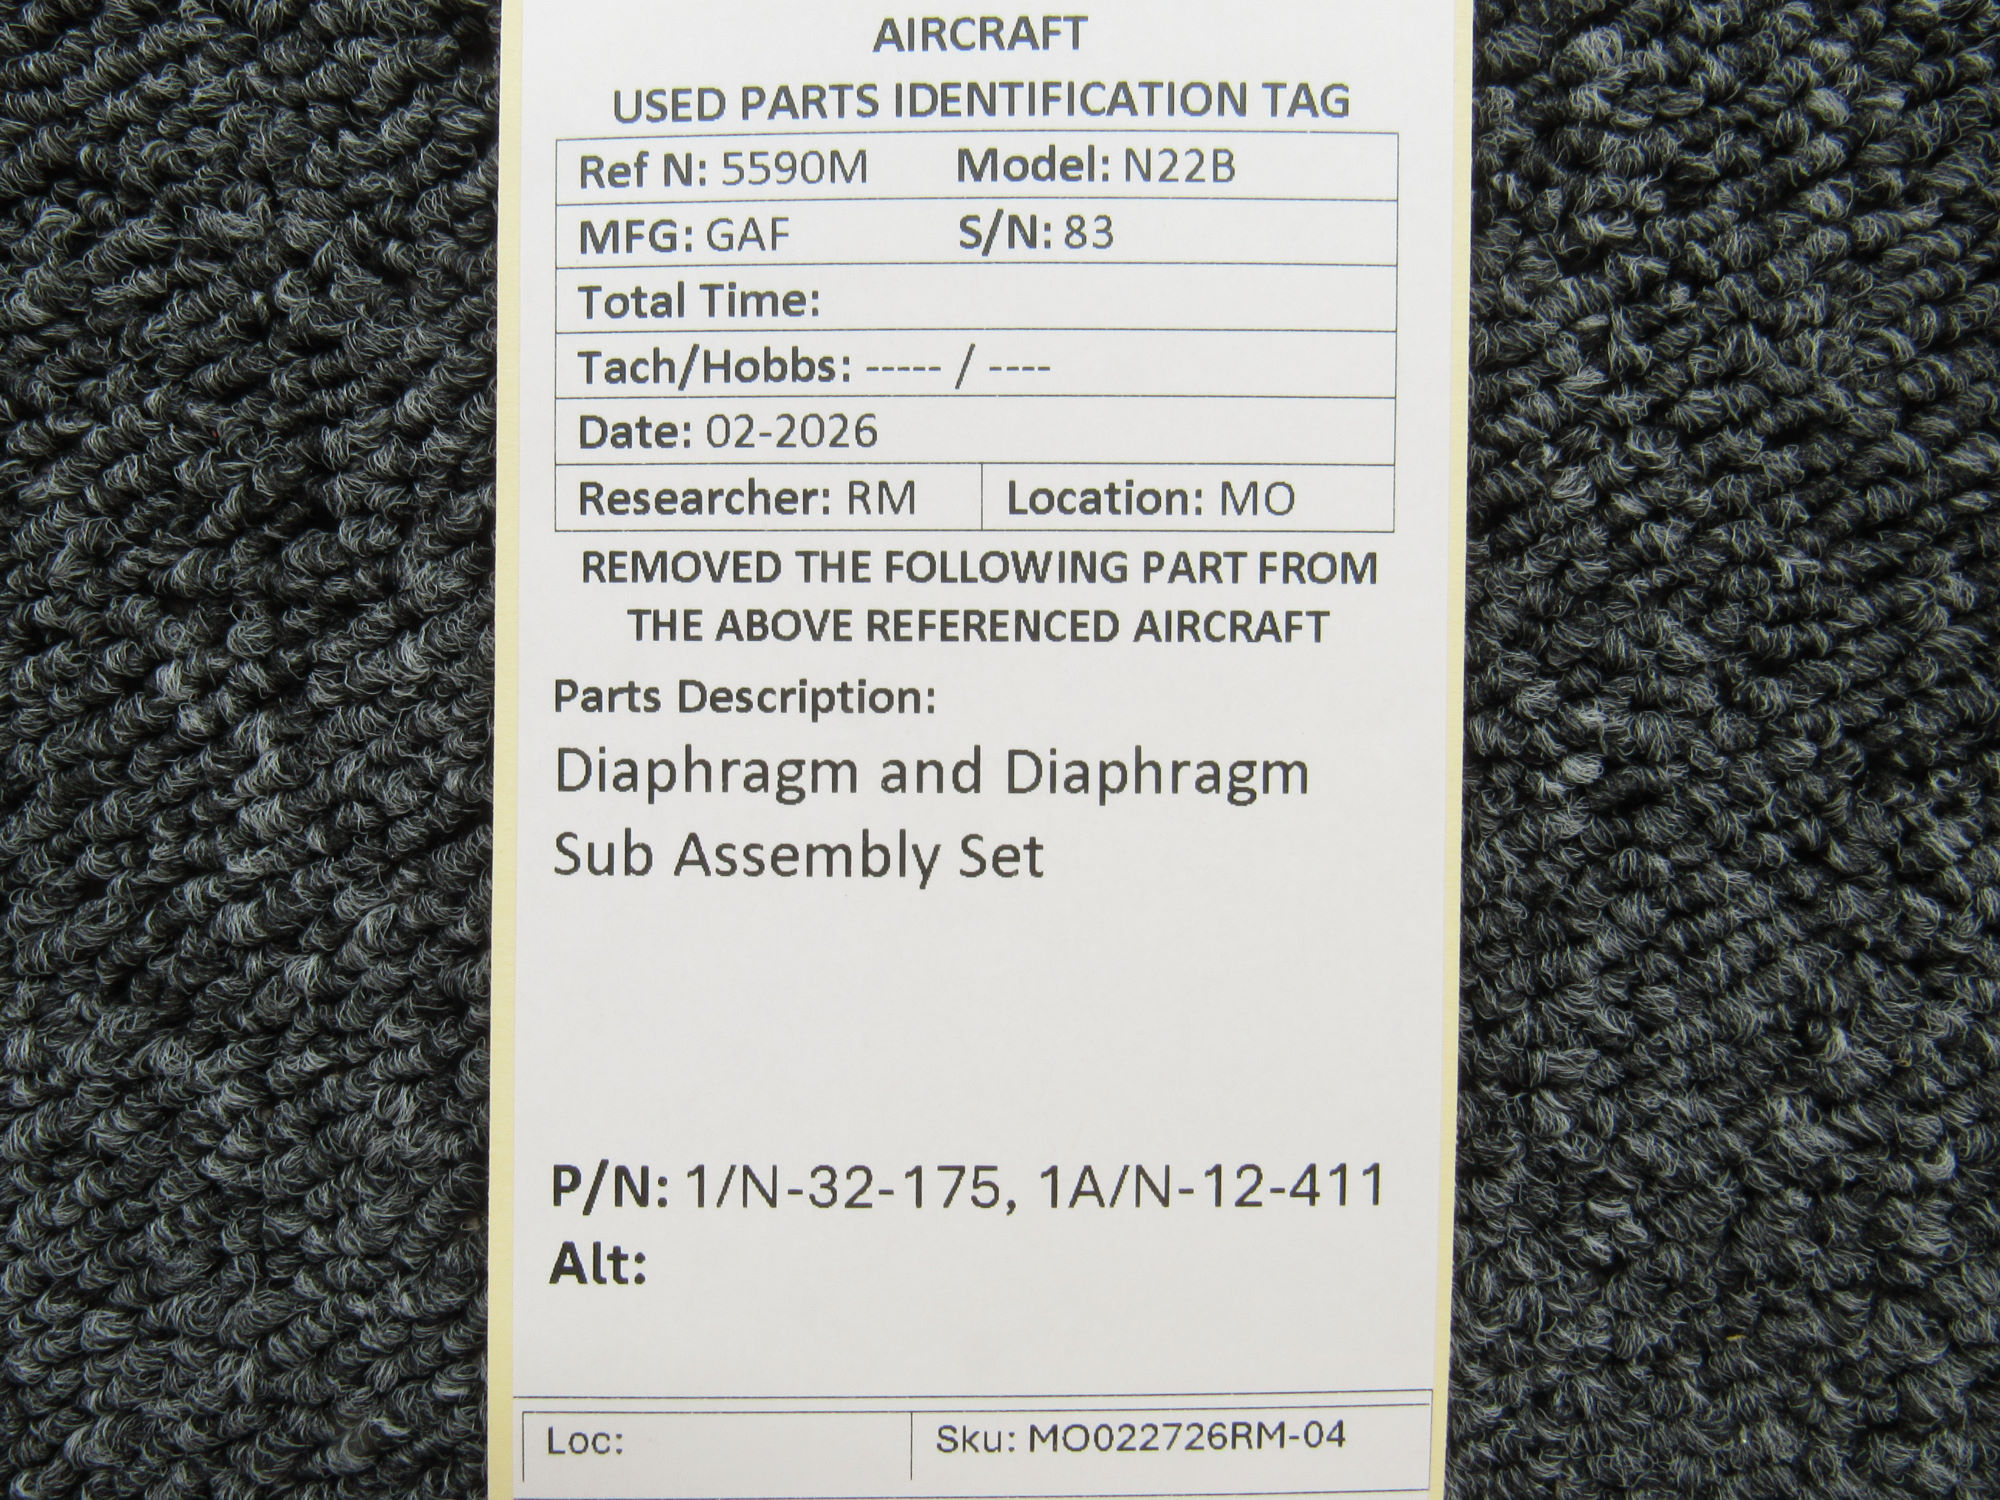 AIRCRAFT
USED PARTS IDENTIFICATION TAG
Ref N: 5590M Model: N22B
MFG: GAF S/N: 83
Total Time:
Tach/Hobbs: ----- / ----
Date: 02-2026
Researcher: RM Location: MO
REMOVED THE FOLLOWING PART FROM
THE ABOVE REFERENCED AIRCRAFT
Parts Description:
Diaphragm and Diaphragm
Sub Assembly Set
P/N: 1/N-32-175, 1A/N-12-411
Alt:
Loc: Sku: MO022726RM-04